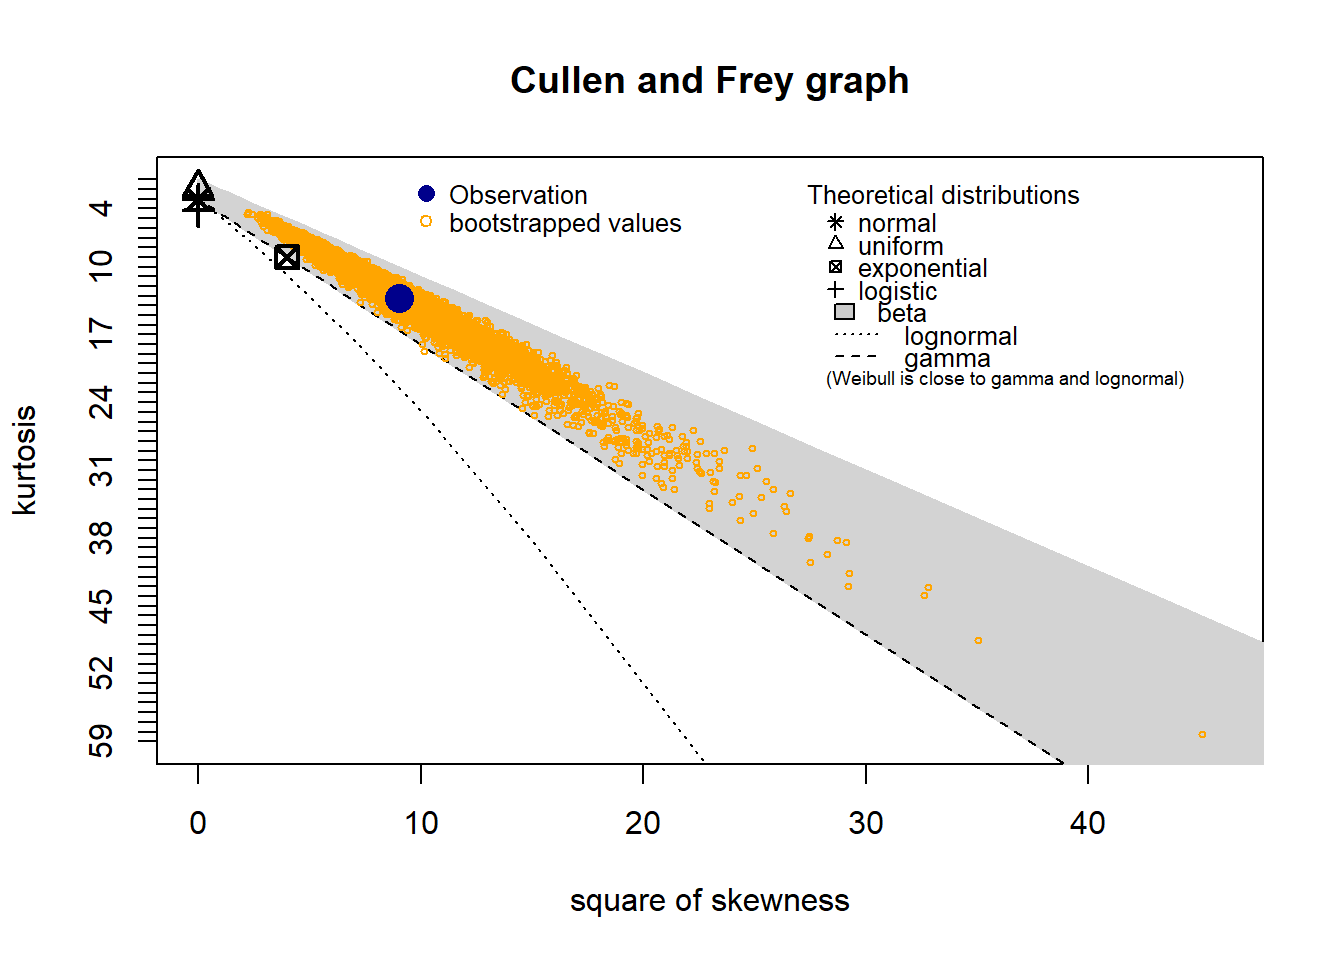 Cullen and Frey graph
Observation
bootstrapped values
Theoretical distributions
normal
uniform
exponential
logistic
beta
lognormal
gamma
(Weibull is close to gamma and lognormal)
kurtosis
4
10
17
24
31
38
45
52
59
0 10 20 30 40
square of skewness